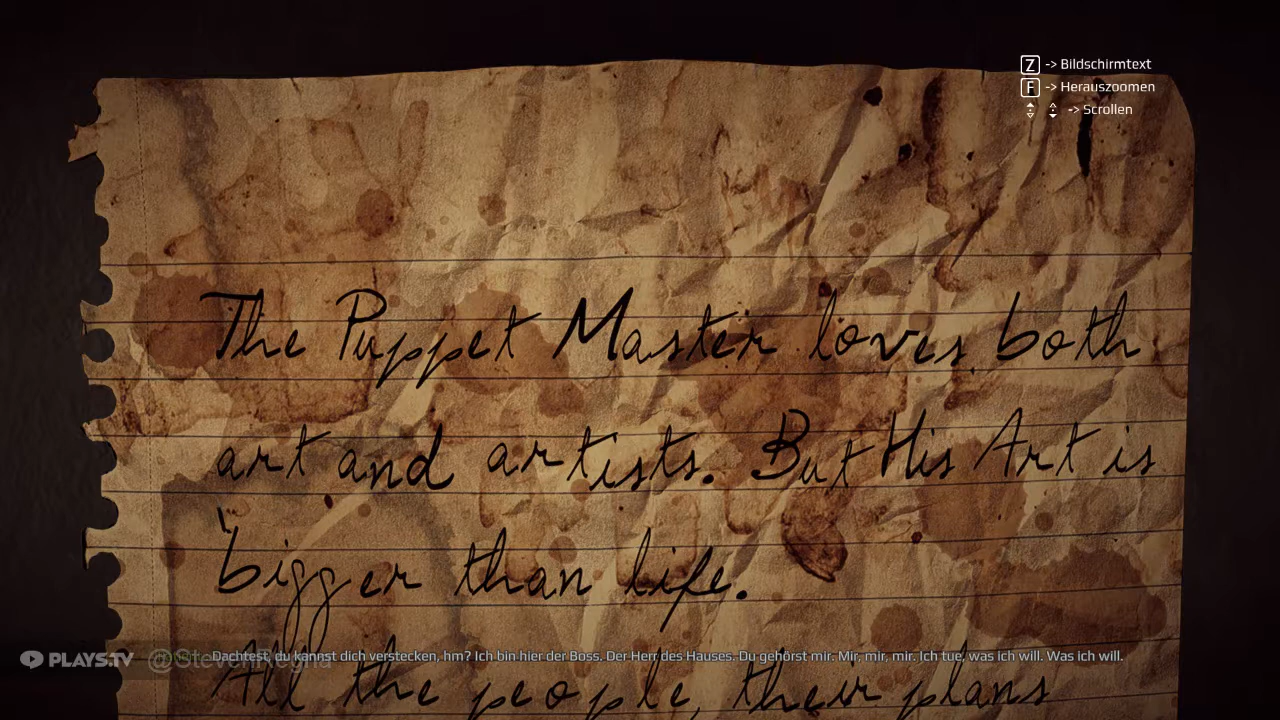 Z -> Bildschirmtext
F -> Herauszoomen
-> Scrollen
The Puppet Master loves both
art and artists. But His Art is
bigger than life.
PLAYS.TV
Dachtest, du kannst dich verstecken, hm? Ich bin hier der Boss. Der Herr des Hauses. Du gehörst mir. Mir, mir, mir. Ich tue, was ich will. Was ich will.
All the people, their plans